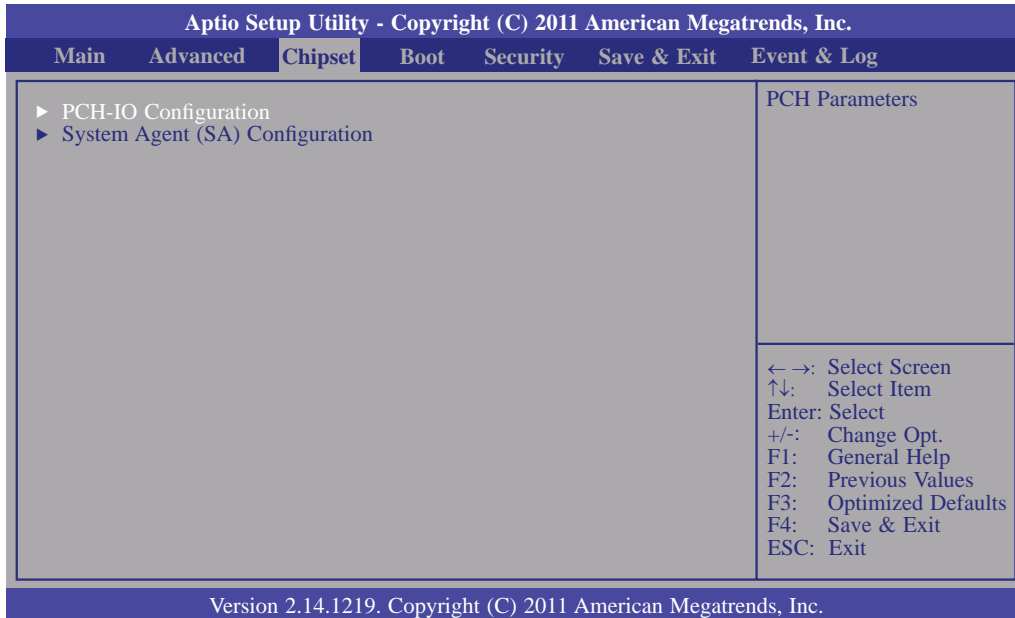 Aptio Setup Utility - Copyright (C) 2011 American Megatrends, Inc.
Main Advanced Chipset Boot Security Save & Exit Event & Log
► PCH-IO Configuration
► System Agent (SA) Configuration
PCH Parameters
← →: Select Screen
↑↓: Select Item
Enter: Select
+/-: Change Opt.
F1: General Help
F2: Previous Values
F3: Optimized Defaults
F4: Save & Exit
ESC: Exit
Version 2.14.1219. Copyright (C) 2011 American Megatrends, Inc.